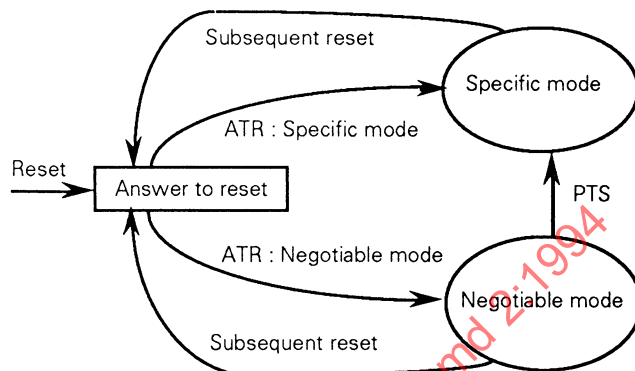 Subsequent reset
Specific mode
ATR : Specific mode
Reset
Answer to reset
PTS
ATR : Negotiable mode
Negotiable mode
Subsequent reset
md 2:1994